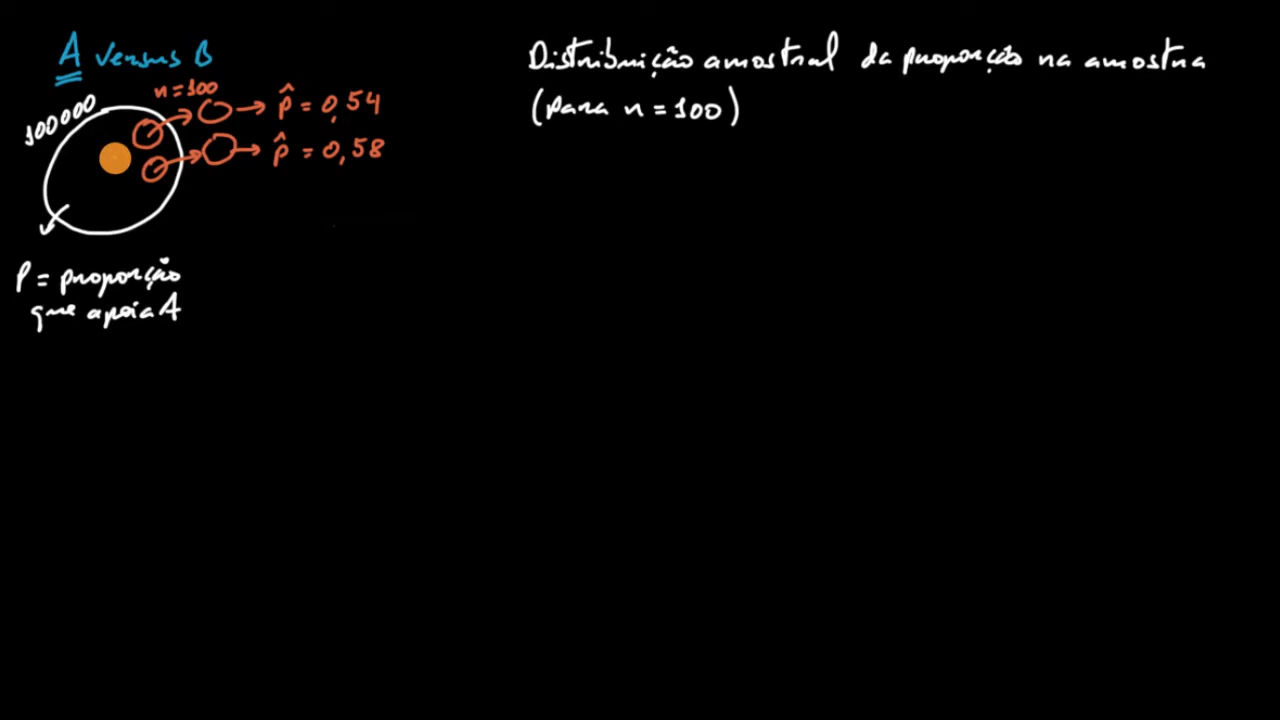 A versus B
n = 100
100000
p̂ = 0,54
p̂ = 0,58
P = proporção
que apoia A
Distribuição amostral da proporção na amostra
(para n = 100)